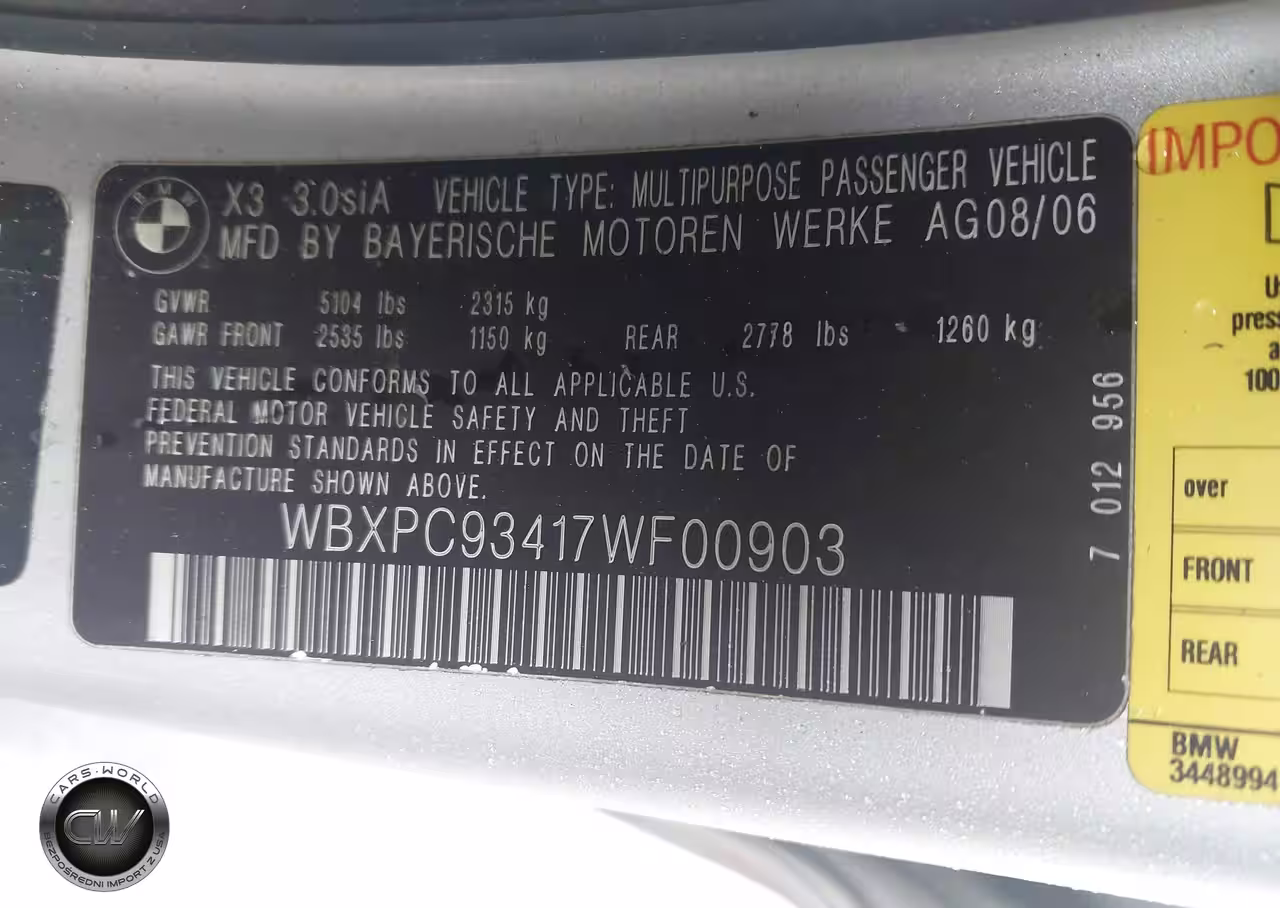 BMW
X3 3.0siA VEHICLE TYPE: MULTIPURPOSE PASSENGER VEHICLE
MFD BY BAYERISCHE MOTOREN WERKE AG08/06
GVWR 5104 lbs 2315 kg
GAWR FRONT 2535 lbs 1150 kg REAR 2778 lbs 1260 kg
THIS VEHICLE CONFORMS TO ALL APPLICABLE U.S.
FEDERAL MOTOR VEHICLE SAFETY AND THEFT
PREVENTION STANDARDS IN EFFECT ON THE DATE OF
MANUFACTURE SHOWN ABOVE.
WBXPC93417WF00903
7 012 956
IMPO
press
100
over
FRONT
REAR
BMW
3448994
CARS·WORLD
CW
BEZPOŚREDNI IMPORT Z USA